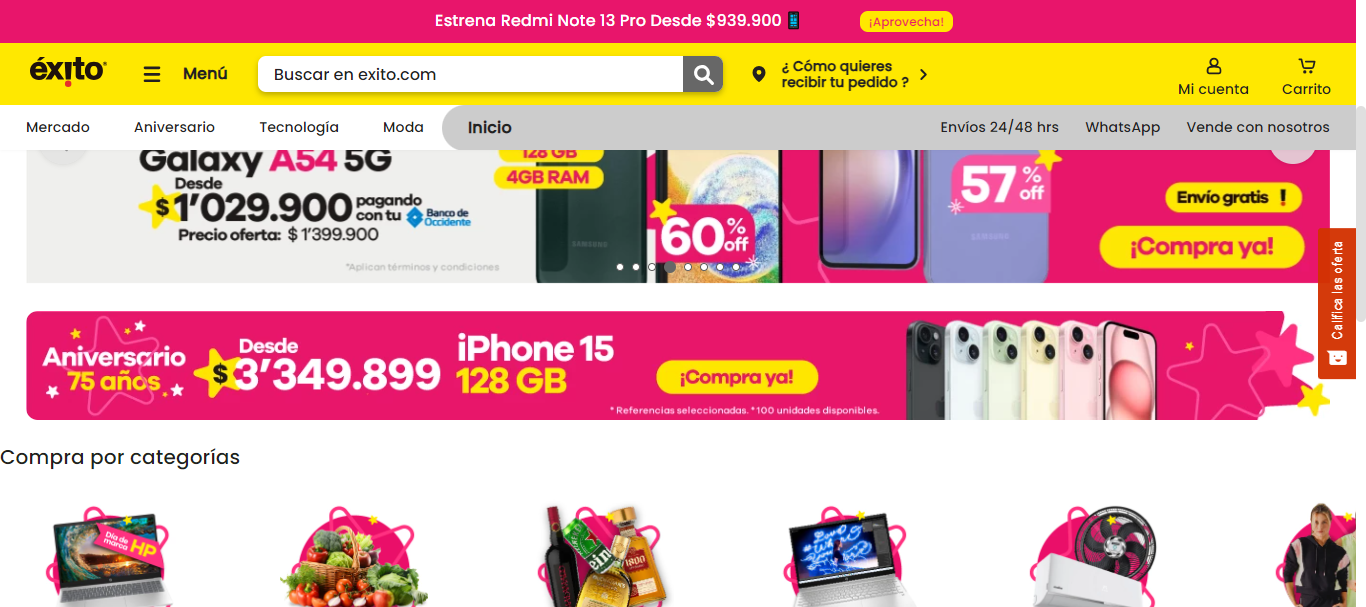 Estrena Redmi Note 13 Pro Desde $939.900
¡Aprovecha!
éxito
Menú
Buscar en exito.com
¿ Cómo quieres
recibir tu pedido ?
Mi cuenta
Carrito
Mercado
Aniversario
Tecnología
Moda
Inicio
Envíos 24/48 hrs
WhatsApp
Vende con nosotros
Galaxy A54 5G
Desde
$1'029.900
pagando
con tu
Banco de
Occidente
Precio oferta: $1'399.900
*Aplican términos y condiciones
128 GB
4GB RAM
SAMSUNG
60% off
57% off
SAMSUNG
Envío gratis !
¡Compra ya!
Califica las oferta
Aniversario
75 años
Desde
$3'349.899
iPhone 15
128 GB
¡Compra ya!
* Referencias seleccionadas. *100 unidades disponibles.
Compra por categorías
Día de
marca HP
1800